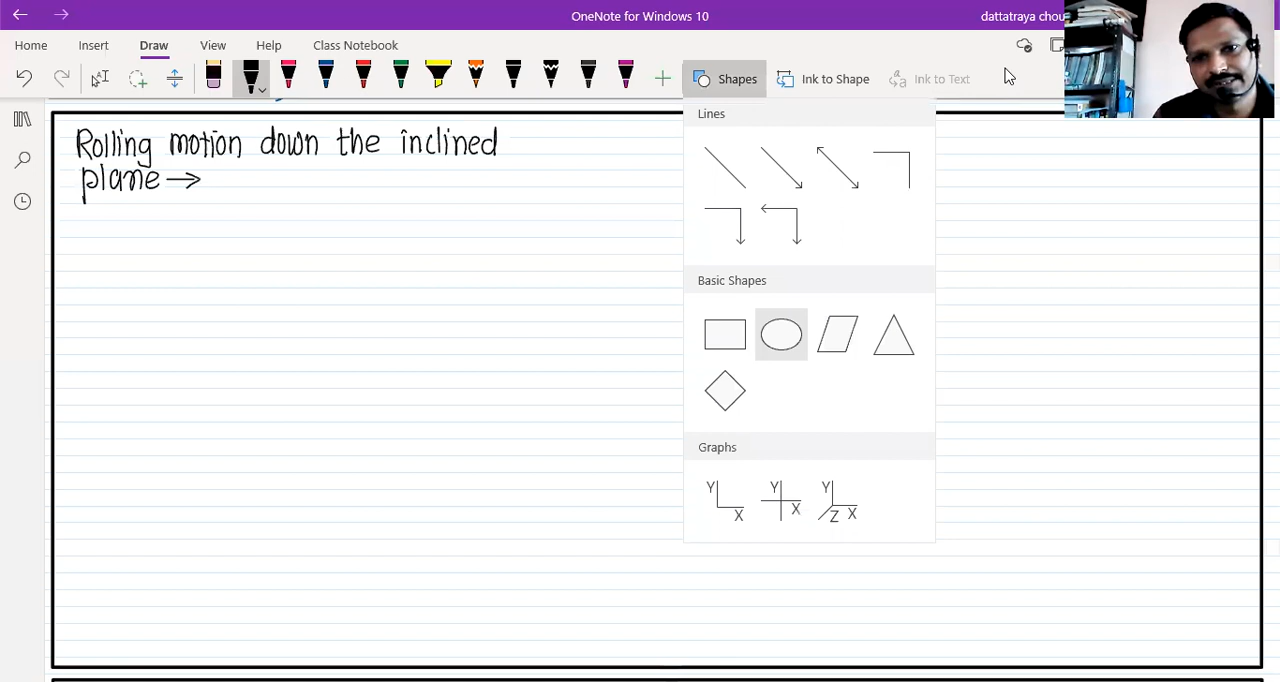 OneNote for Windows 10
dattatraya chou
Home Insert Draw View Help Class Notebook
Shapes Ink to Shape Ink to Text
Lines
Rolling motion down the inclined
plane →
Basic Shapes
Graphs
Y X Y X Y Z X